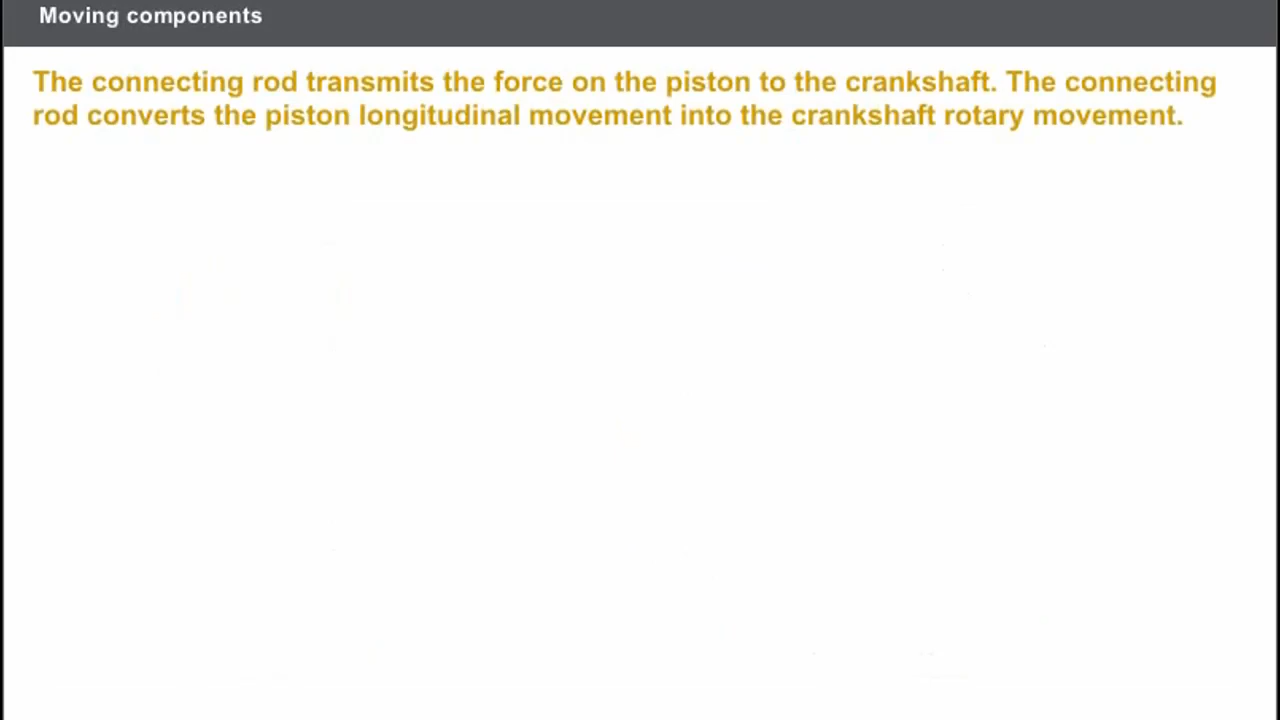 Moving components
The connecting rod transmits the force on the piston to the crankshaft. The connecting
rod converts the piston longitudinal movement into the crankshaft rotary movement.